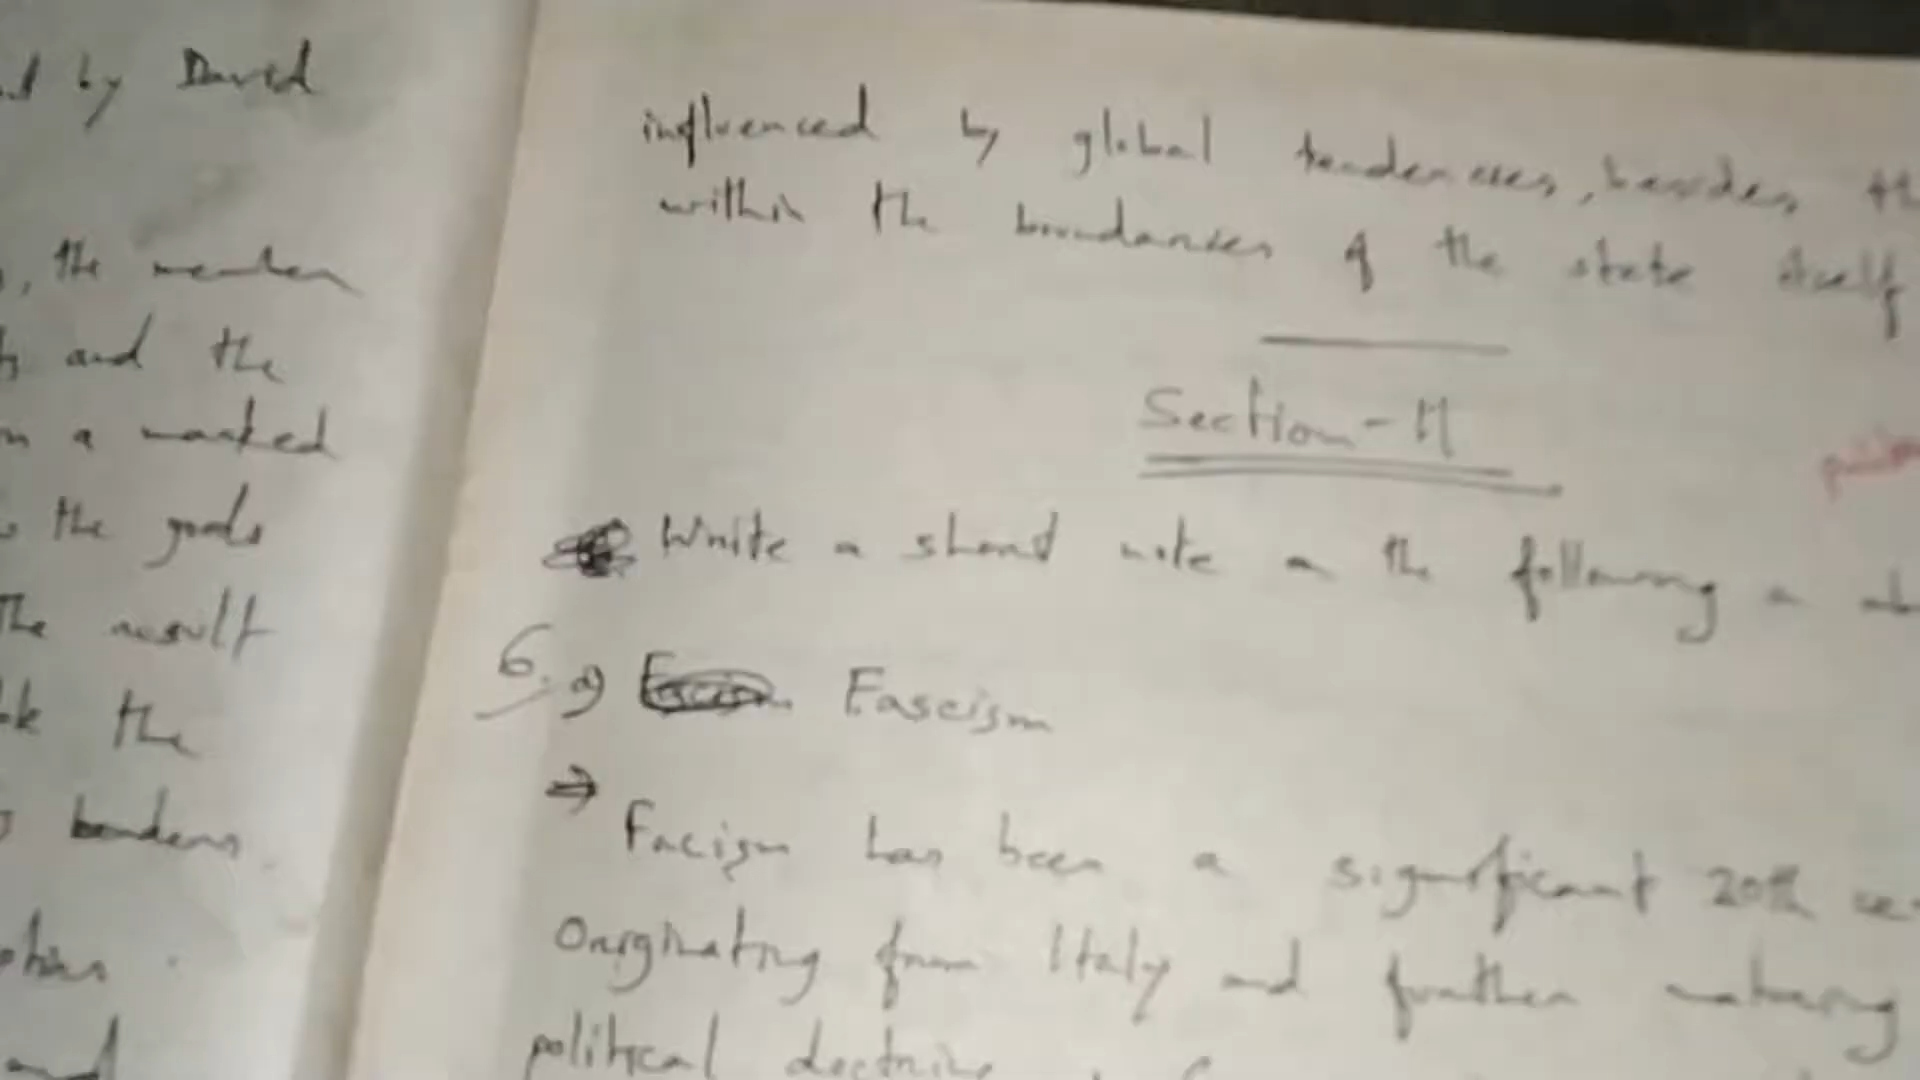 by David
the member
and the
a marked
the goods
The result
the
borders
and
influenced by global tendencies, besides
within the boundaries of the state itself
Section-II
Write a short note on the following
6. a) Fascism
→ Facism has been a significant 20th
Originating from Italy and further maturing
political doctrine